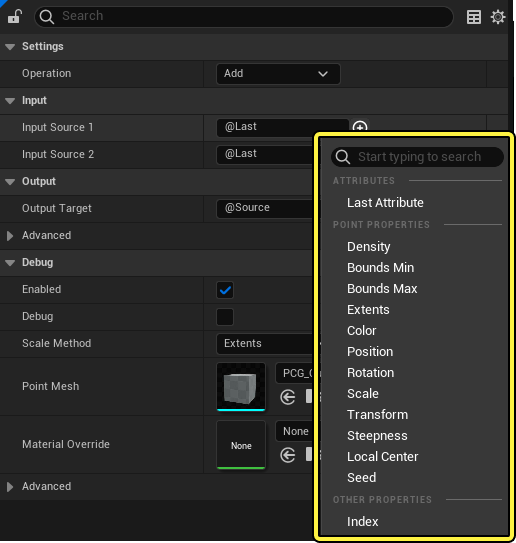 Search
Settings
Operation
Add
Input
Input Source 1
@Last
Input Source 2
@Last
Output
Output Target
@Source
Advanced
Debug
Enabled
Debug
Scale Method
Extents
Point Mesh
Material Override
None
None
Advanced
Start typing to search
ATTRIBUTES
Last Attribute
POINT PROPERTIES
Density
Bounds Min
Bounds Max
Extents
Color
Position
Rotation
Scale
Transform
Steepness
Local Center
Seed
OTHER PROPERTIES
Index